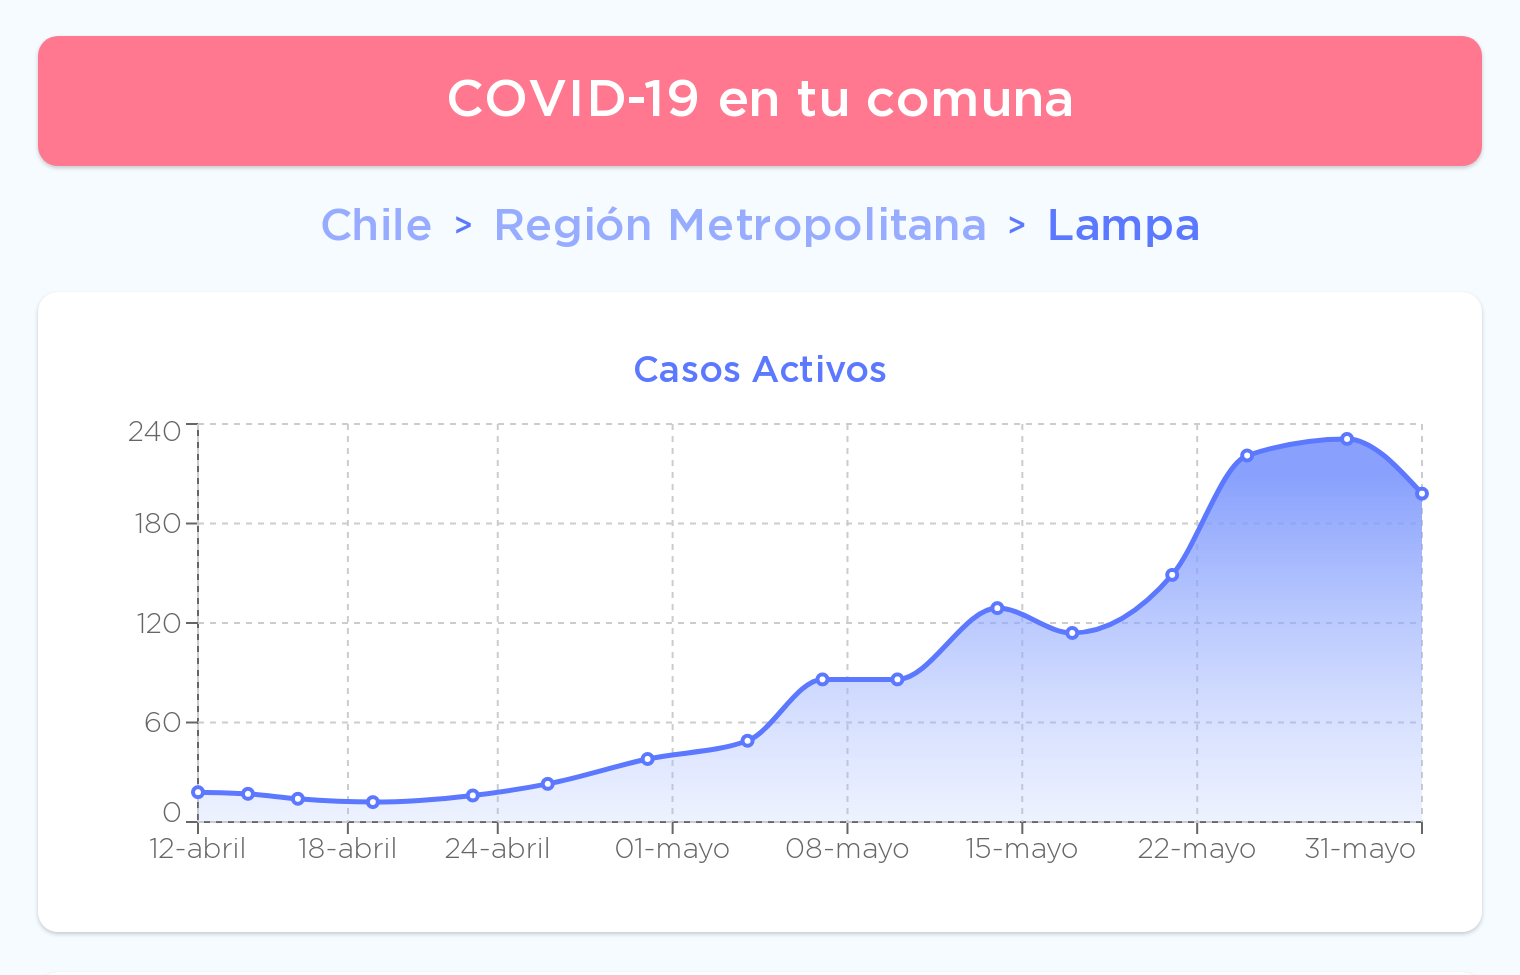 COVID-19 en tu comuna
Chile > Región Metropolitana > Lampa
Casos Activos
240
180
120
60
0
12-abril 18-abril 24-abril 01-mayo 08-mayo 15-mayo 22-mayo 31-mayo